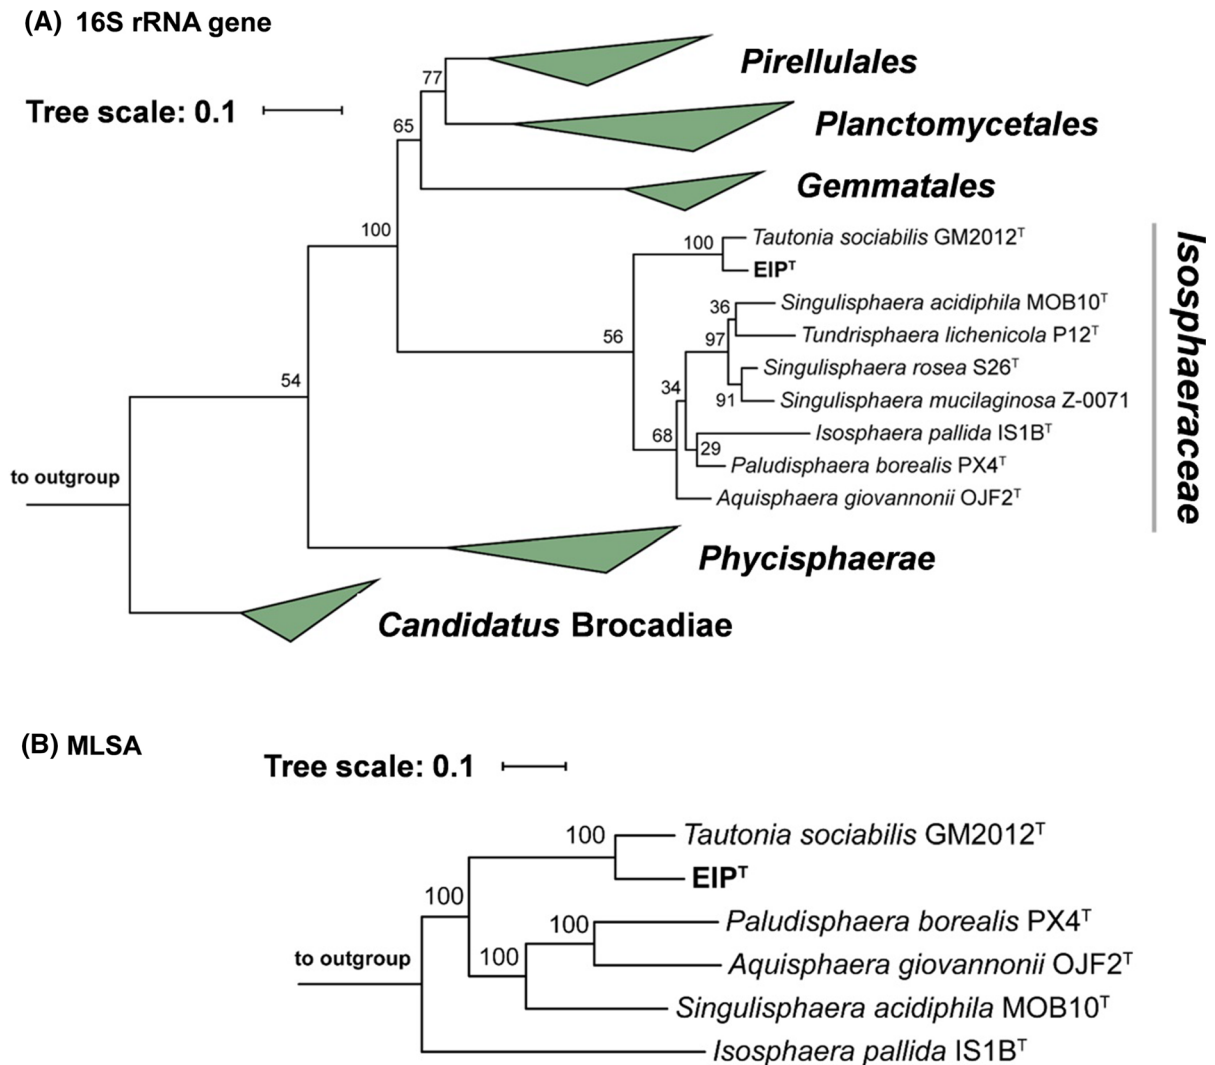 (A) 16S rRNA gene
Pirellulales
77
Tree scale: 0.1
65
Planctomycetales
Gemmatales
100
100
Tautonia sociabilis GM2012ᵀ
EIPᵀ
36
Singulisphaera acidiphila MOB10ᵀ
97
Tundrisphaera lichenicola P12ᵀ
56
Singulisphaera rosea S26ᵀ
54
34
91
Singulisphaera mucilaginosa Z-0071
68
Isosphaera pallida IS1Bᵀ
29
Paludisphaera borealis PX4ᵀ
Aquisphaera giovannonii OJF2ᵀ
Isosphaeraceae
to outgroup
Phycisphaerae
Candidatus Brocadiae
(B) MLSA
Tree scale: 0.1
100
Tautonia sociabilis GM2012ᵀ
EIPᵀ
100
100
Paludisphaera borealis PX4ᵀ
100
Aquisphaera giovannonii OJF2ᵀ
to outgroup
Singulisphaera acidiphila MOB10ᵀ
Isosphaera pallida IS1Bᵀ